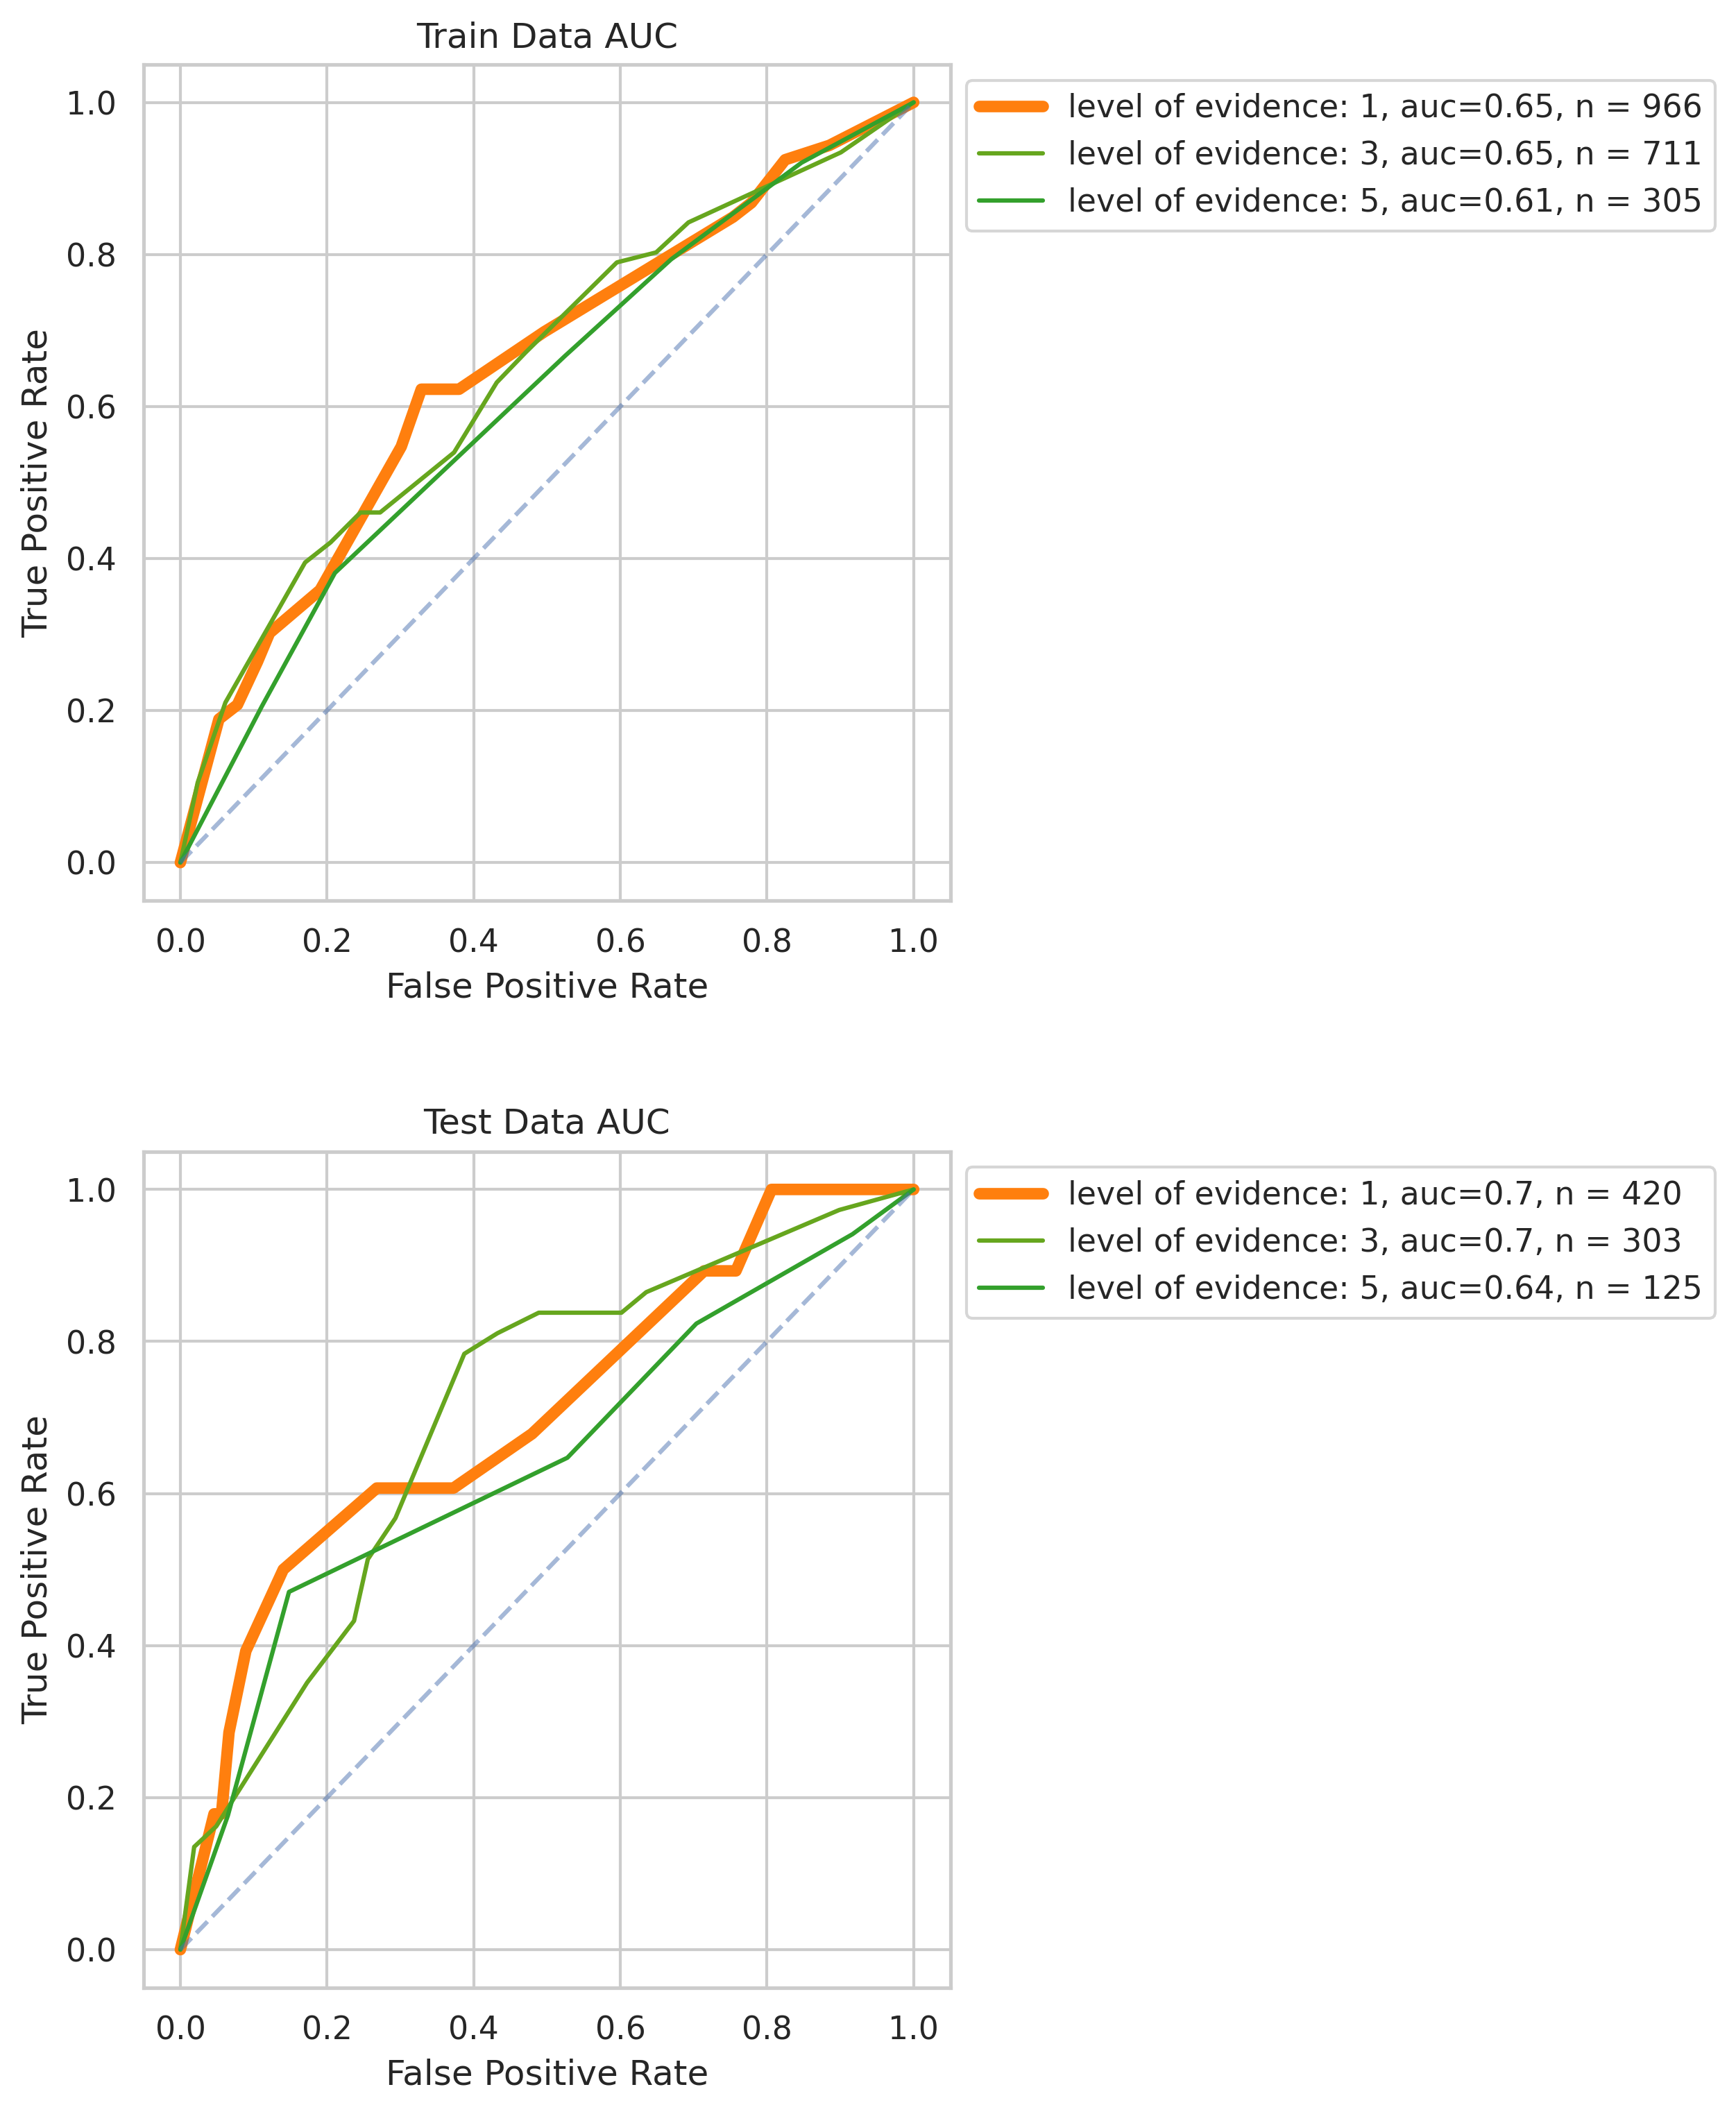 Train Data AUC
level of evidence: 1, auc=0.65, n = 966
level of evidence: 3, auc=0.65, n = 711
level of evidence: 5, auc=0.61, n = 305
True Positive Rate
1.0
0.8
0.6
0.4
0.2
0.0
0.0 0.2 0.4 0.6 0.8 1.0
False Positive Rate
Test Data AUC
level of evidence: 1, auc=0.7, n = 420
level of evidence: 3, auc=0.7, n = 303
level of evidence: 5, auc=0.64, n = 125
True Positive Rate
1.0
0.8
0.6
0.4
0.2
0.0
0.0 0.2 0.4 0.6 0.8 1.0
False Positive Rate